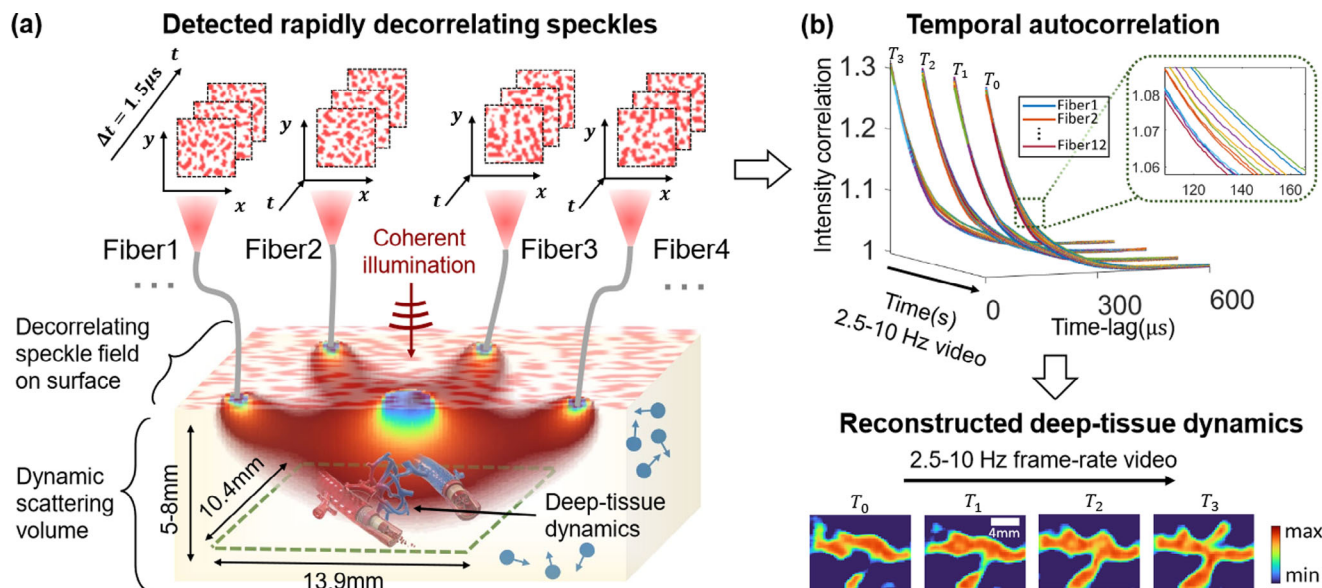 (a) Detected rapidly decorrelating speckles
t
Δt = 1.5μs
y
x
y
t
x
y
t
x
y
t
x
Fiber1
Fiber2
Coherent
illumination
Fiber3
Fiber4
Decorrelating
speckle field
on surface
Dynamic
scattering
volume
5-8mm
10.4mm
13.9mm
Deep-tissue
dynamics
(b) Temporal autocorrelation
T3 T2 T1 T0
Intensity correlation
1.3
1.2
1.1
1
Fiber1
Fiber2
⋮
Fiber12
1.08
1.07
1.06
120 140 160
0 300 600
Time-lag(μs)
Time(s)
2.5-10 Hz video
Reconstructed deep-tissue dynamics
2.5-10 Hz frame-rate video
T0 T1 T2 T3
4mm
max
min